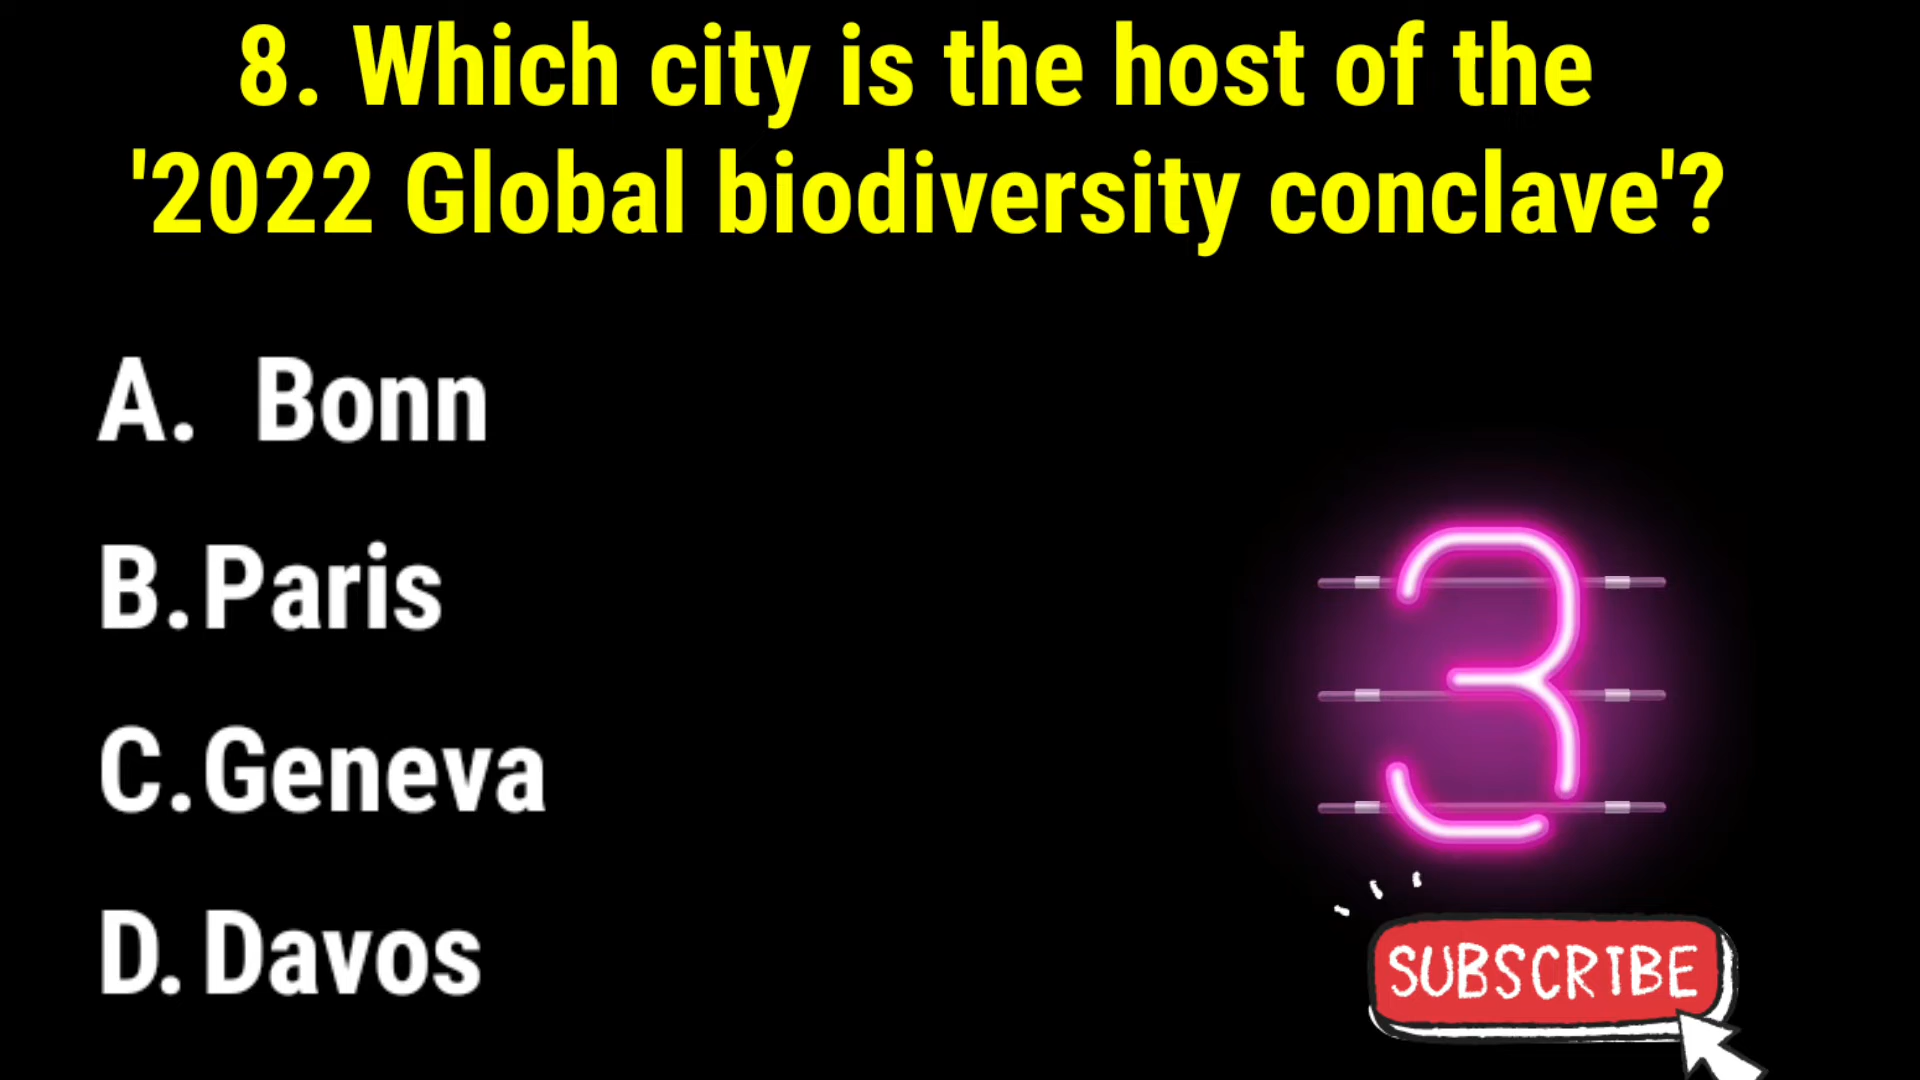 8. Which city is the host of the
'2022 Global biodiversity conclave'?
A. Bonn
B. Paris
C. Geneva
D. Davos
3
SUBSCRIBE